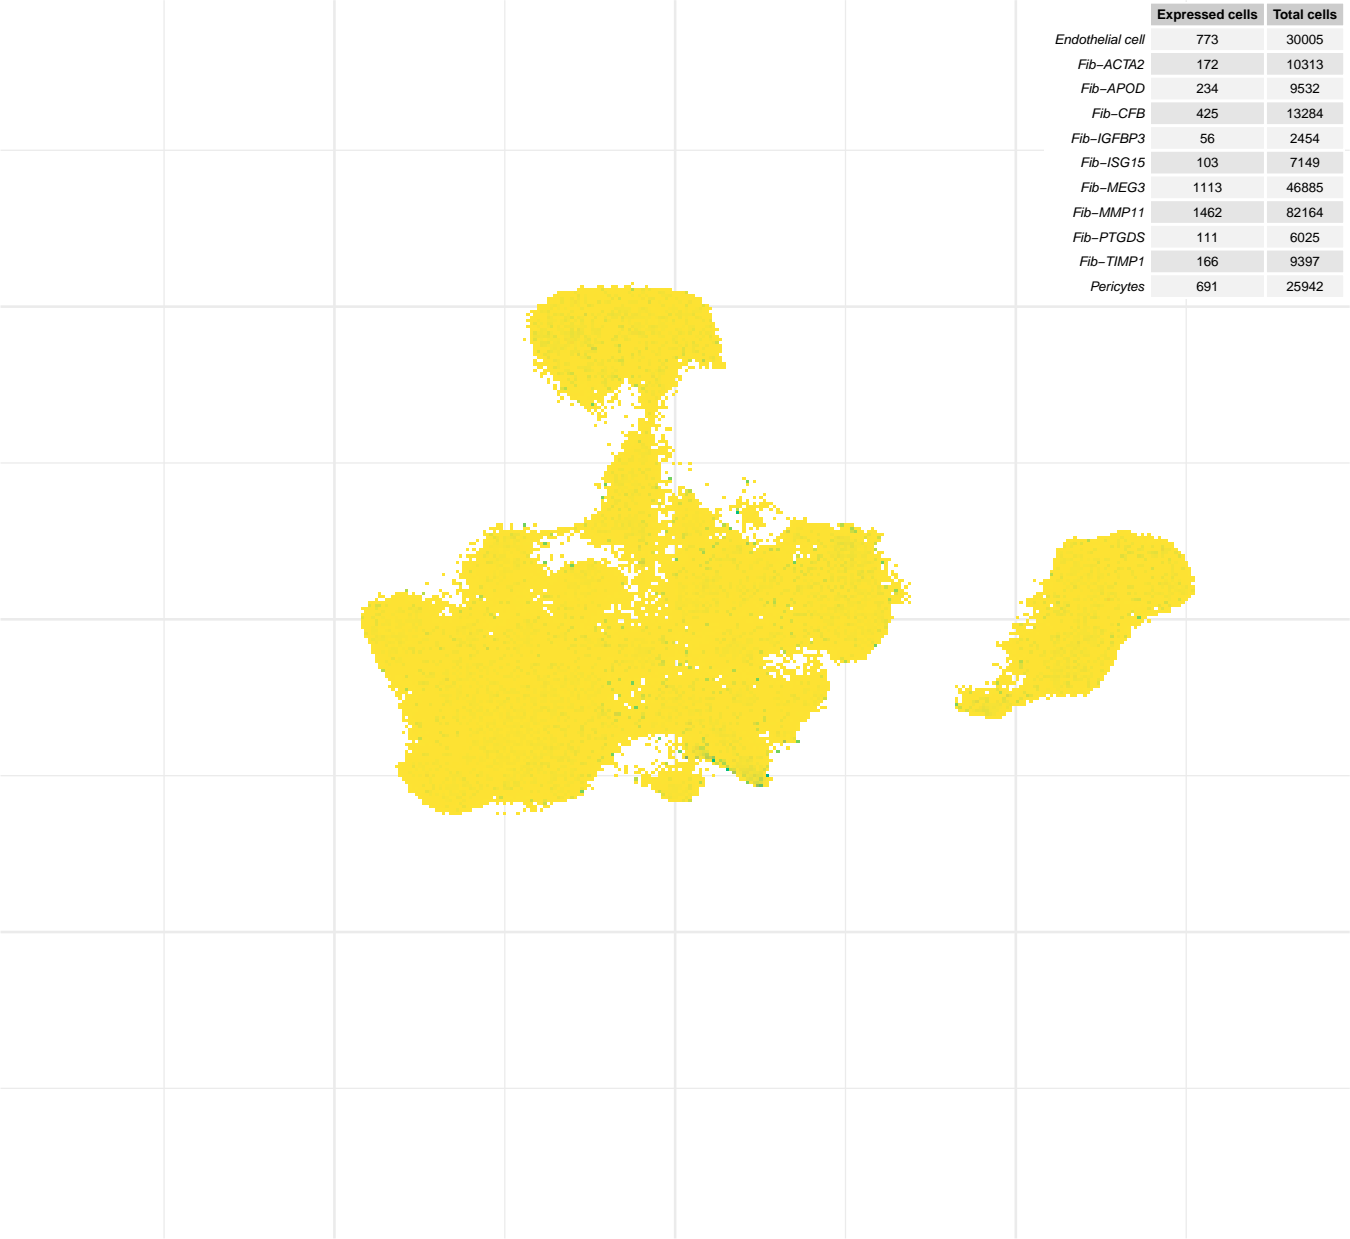 Expressed cells Total cells
Endothelial cell 773 30005
Fib−ACTA2 172 10313
Fib−APOD 234 9532
Fib−CFB 425 13284
Fib−IGFBP3 56 2454
Fib−ISG15 103 7149
Fib−MEG3 1113 46885
Fib−MMP11 1462 82164
Fib−PTGDS 111 6025
Fib−TIMP1 166 9397
Pericytes 691 25942